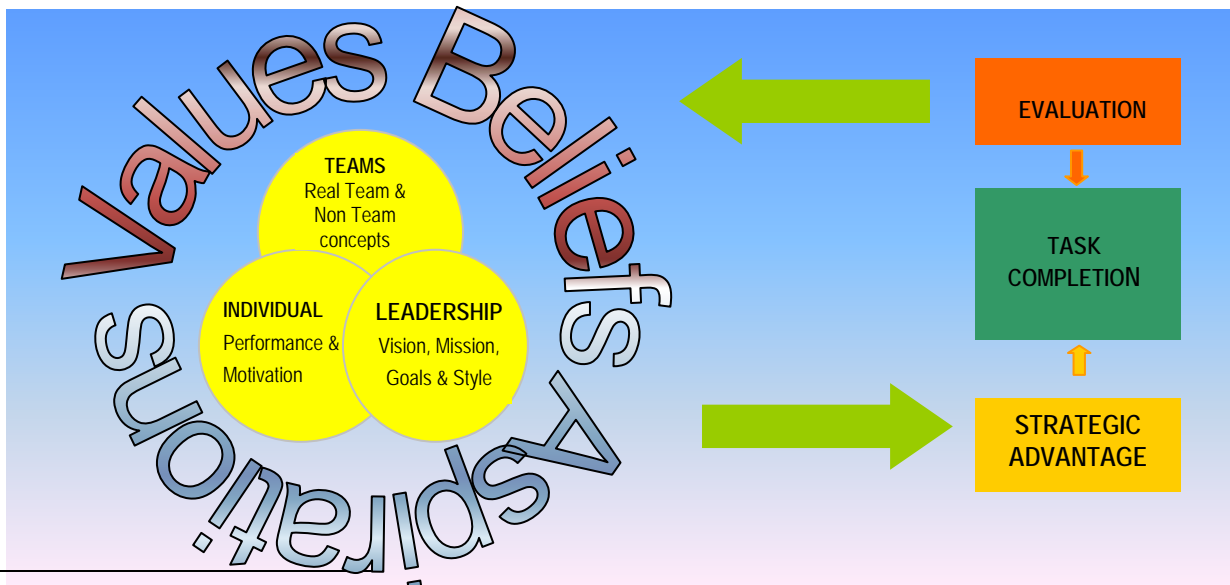 Values Beliefs Aspirations
TEAMS
Real Team &
Non Team
concepts
INDIVIDUAL
Performance &
Motivation
LEADERSHIP
Vision, Mission,
Goals & Style
EVALUATION
TASK
COMPLETION
STRATEGIC
ADVANTAGE